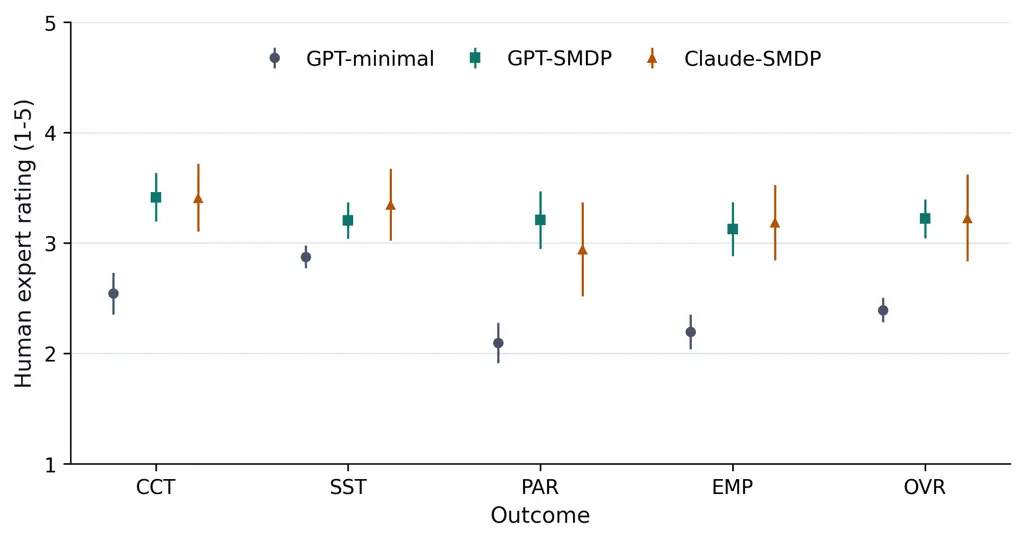 5
GPT-minimal GPT-SMDP Claude-SMDP
4
3
2
1
Human expert rating (1-5)
CCT SST PAR EMP OVR
Outcome